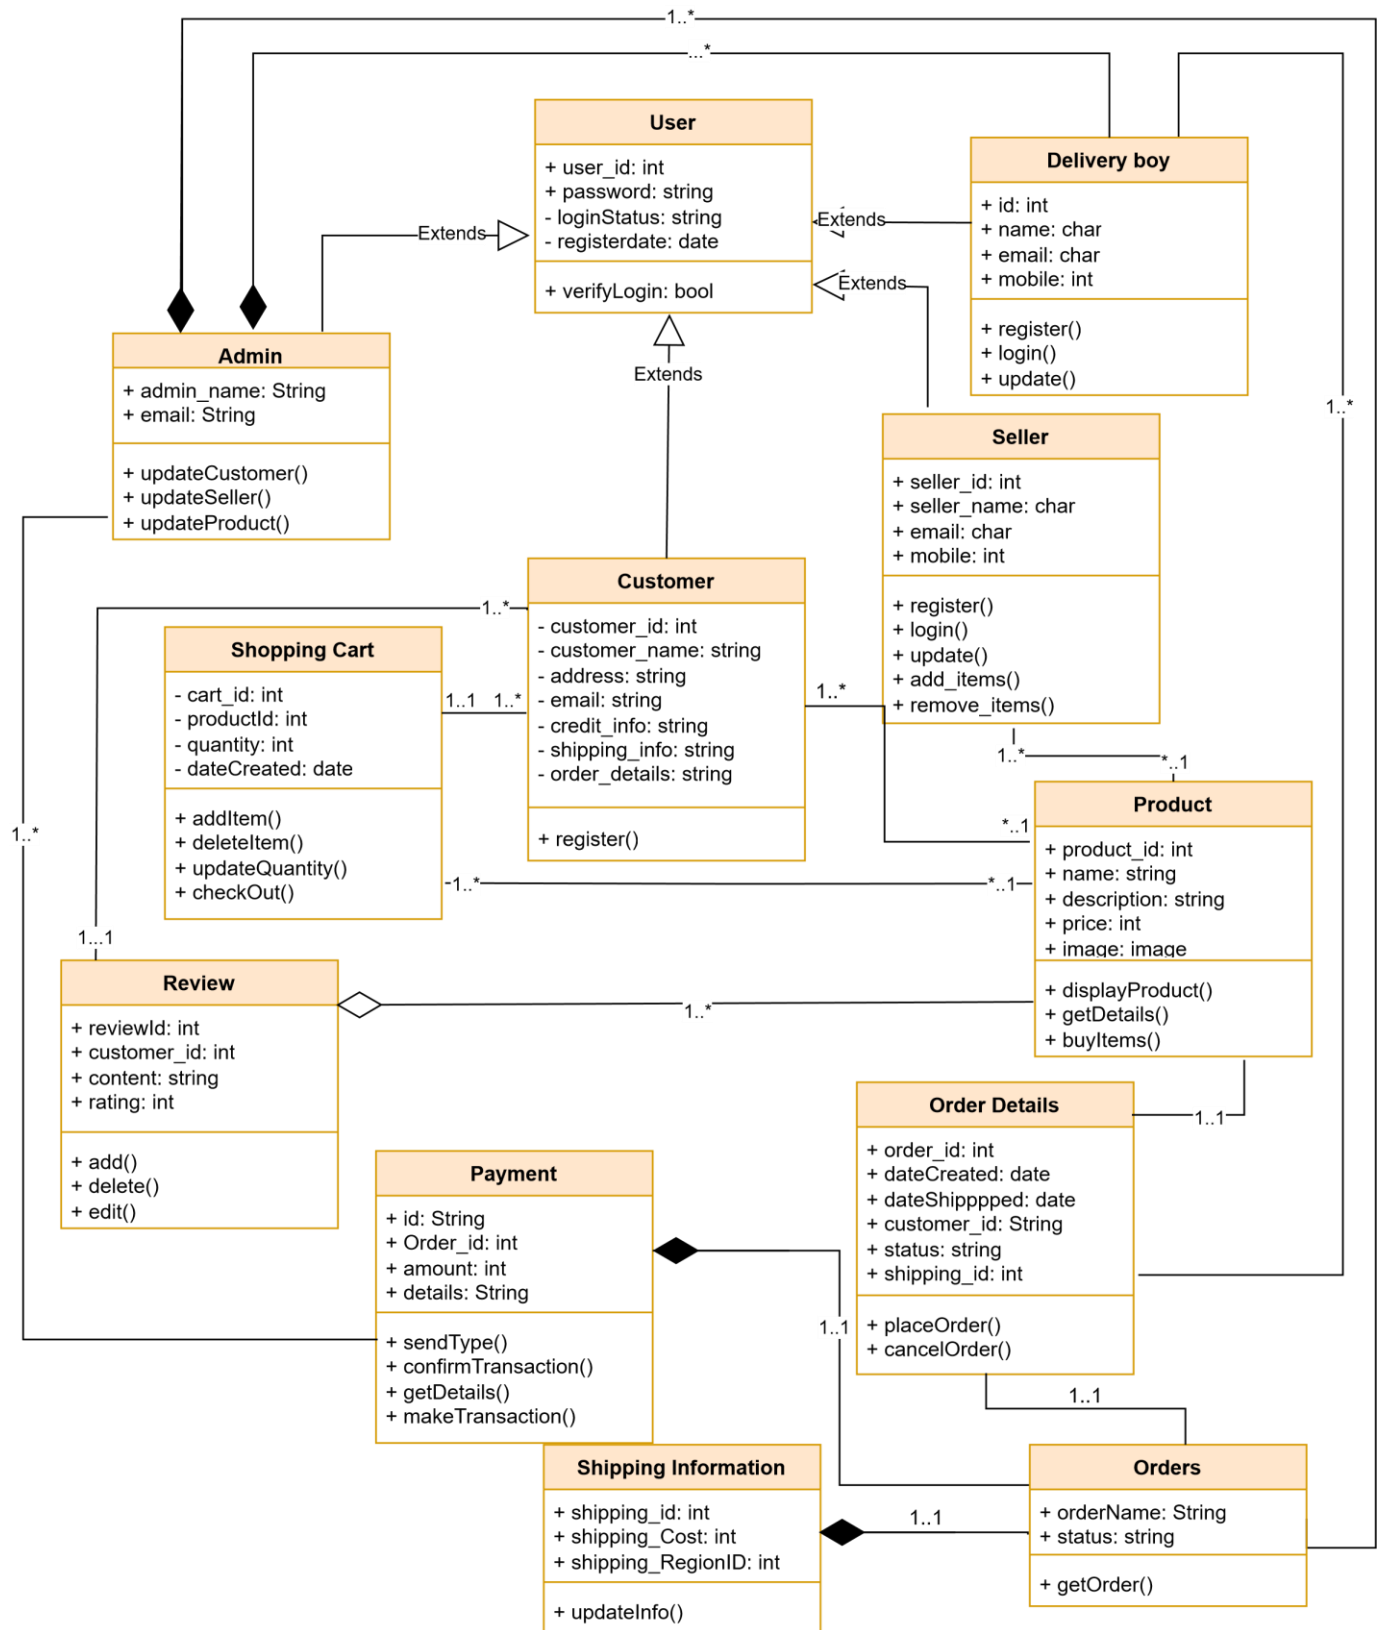 1..*
...*
User
+ user_id: int
+ password: string
- loginStatus: string
- registerdate: date
+ verifyLogin: bool
Delivery boy
+ id: int
+ name: char
+ email: char
+ mobile: int
+ register()
+ login()
+ update()
Extends
Extends
Extends
Extends
Admin
+ admin_name: String
+ email: String
+ updateCustomer()
+ updateSeller()
+ updateProduct()
1..*
Seller
+ seller_id: int
+ seller_name: char
+ email: char
+ mobile: int
+ register()
+ login()
+ update()
+ add_items()
+ remove_items()
Customer
- customer_id: int
- customer_name: string
- address: string
- email: string
- credit_info: string
- shipping_info: string
- order_details: string
+ register()
1..*
Shopping Cart
- cart_id: int
- productId: int
- quantity: int
- dateCreated: date
+ addItem()
+ deleteItem()
+ updateQuantity()
+ checkOut()
1..1
1..*
1..*
1..*
*..1
Product
+ product_id: int
+ name: string
+ description: string
+ price: int
+ image: image
+ displayProduct()
+ getDetails()
+ buyItems()
*..1
1..*
1..*
*..1
1...1
Review
+ reviewId: int
+ customer_id: int
+ content: string
+ rating: int
+ add()
+ delete()
+ edit()
1..*
Order Details
+ order_id: int
+ dateCreated: date
+ dateShipppped: date
+ customer_id: String
+ status: string
+ shipping_id: int
+ placeOrder()
+ cancelOrder()
1..1
Payment
+ id: String
+ Order_id: int
+ amount: int
+ details: String
+ sendType()
+ confirmTransaction()
+ getDetails()
+ makeTransaction()
1..1
1..1
Shipping Information
+ shipping_id: int
+ shipping_Cost: int
+ shipping_RegionID: int
+ updateInfo()
1..1
Orders
+ orderName: String
+ status: string
+ getOrder()